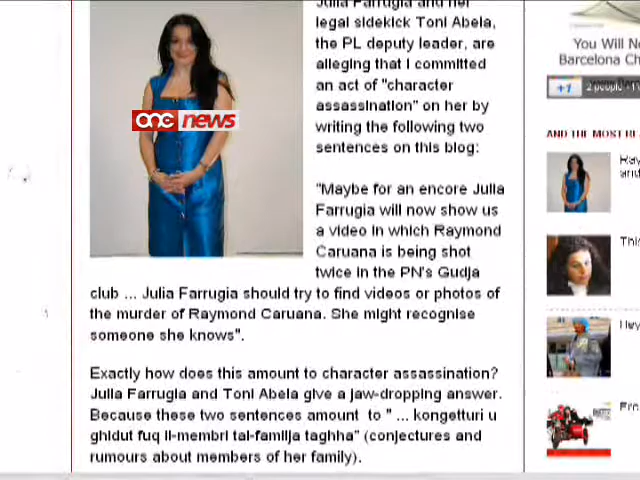 Julia Farrugia and her
legal sidekick Toni Abela,
the PL deputy leader, are
alleging that I committed
an act of "character
assassination" on her by
writing the following two
sentences on this blog:
one news
"Maybe for an encore Julia
Farrugia will now show us
a video in which Raymond
Caruana is being shot
twice in the PN's Gudja
club ... Julia Farrugia should try to find videos or photos of
the murder of Raymond Caruana. She might recognise
someone she knows".
Exactly how does this amount to character assassination?
Julia Farrugia and Toni Abela give a jaw-dropping answer.
Because these two sentences amount to " ... kongetturi u
ghidut fuq il-membri tal-familja taghha" (conjectures and
rumours about members of her family).
You Will
Barcelona
+1
2 people
AND THE MOST
and